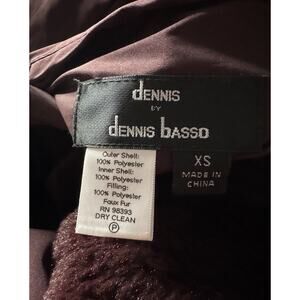 dennis
BY
dennis basso
XS
MADE IN
CHINA
Outer Shell:
100% Polyester
Inner Shell:
100% Polyester
Filling:
100% Polyester
Faux Fur
RN 98393
DRY CLEAN
P